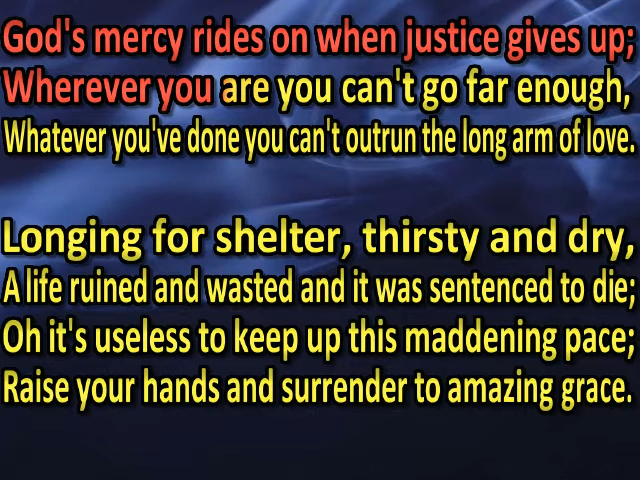 God's mercy rides on when justice gives up;
Wherever you are you can't go far enough,
Whatever you've done you can't outrun the long arm of love.
Longing for shelter, thirsty and dry,
A life ruined and wasted and it was sentenced to die;
Oh it's useless to keep up this maddening pace;
Raise your hands and surrender to amazing grace.